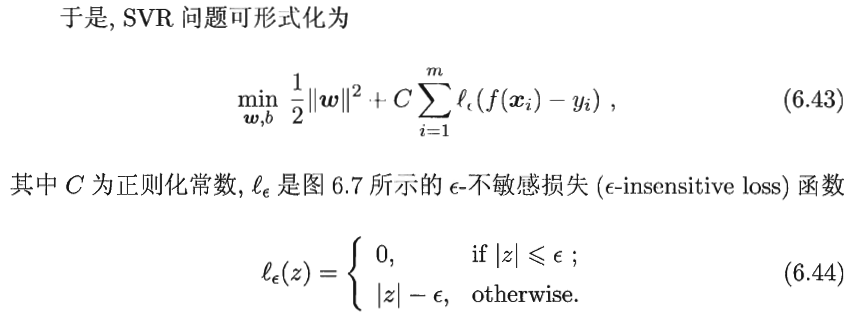 于是, SVR 问题可形式化为
min_{w,b} 1/2 ‖w‖² + C ∑_{i=1}^{m} ℓ_ϵ(f(x_i) − y_i) , (6.43)
其中 C 为正则化常数, ℓ_ϵ 是图 6.7 所示的 ϵ-不敏感损失 (ϵ-insensitive loss) 函数
ℓ_ϵ(z) = { 0, if |z| ⩽ ϵ ;
|z| − ϵ, otherwise. (6.44)